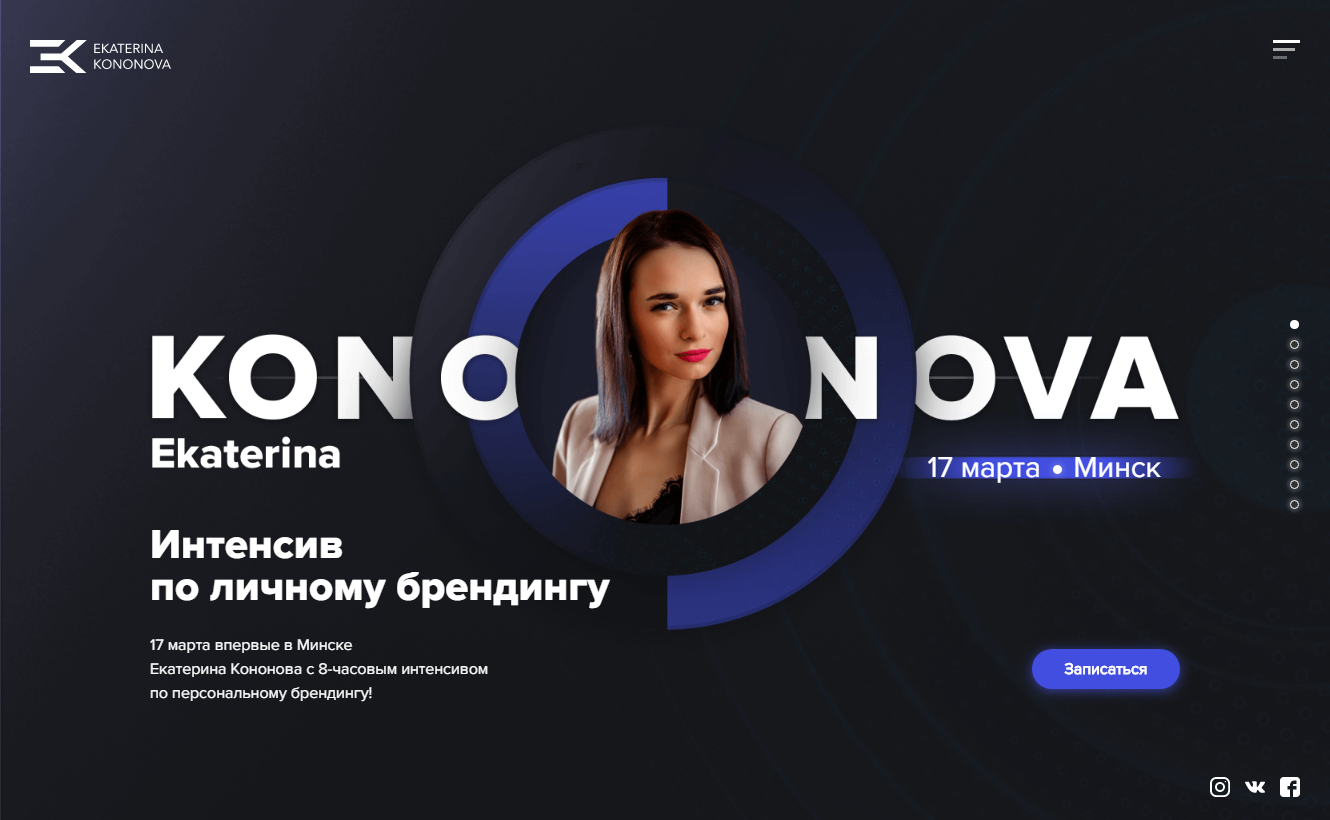 EKATERINA
KONONOVA
KONONOVA
Ekaterina
17 марта • Минск
Интенсив
по личному брендингу
17 марта впервые в Минске
Екатерина Кононова с 8-часовым интенсивом
по персональному брендингу!
Записаться